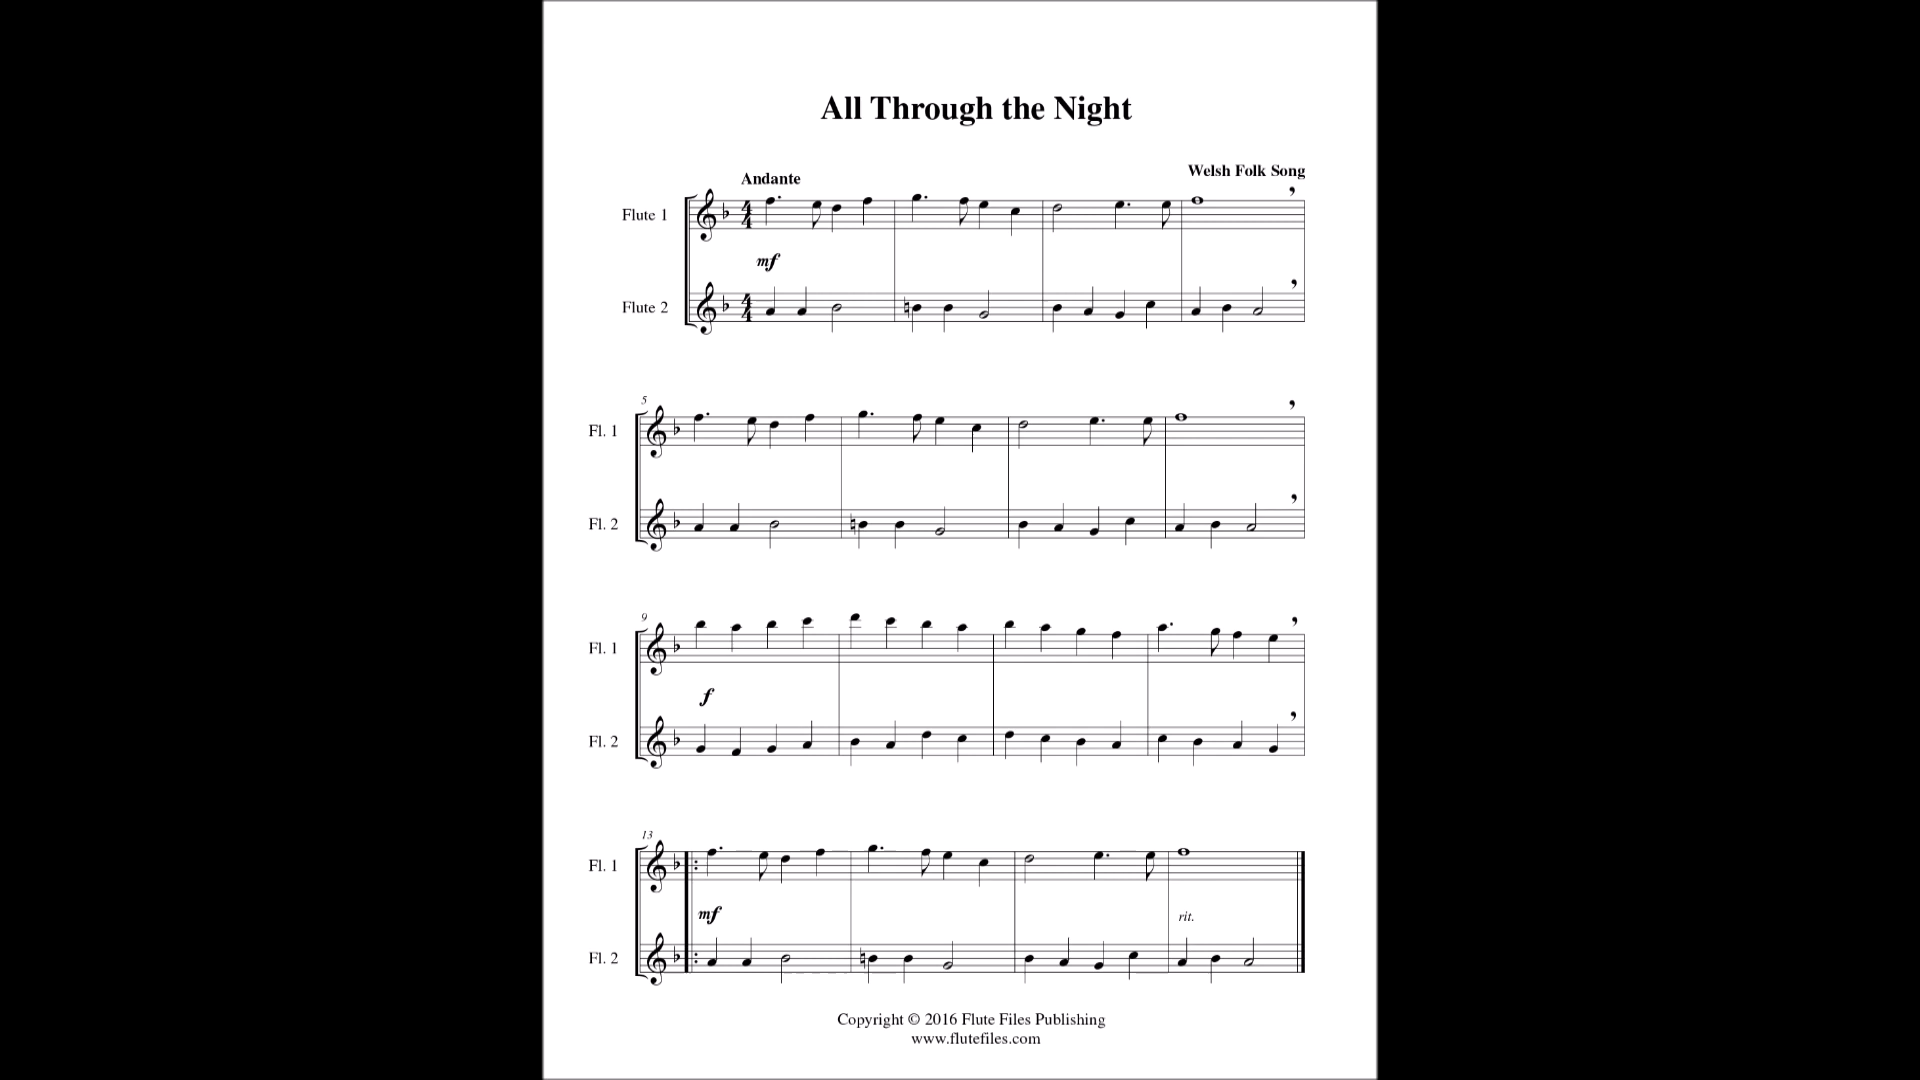 All Through the Night
Welsh Folk Song
Andante
Flute 1
mf
Flute 2
5
Fl. 1
Fl. 2
9
Fl. 1
f
Fl. 2
13
Fl. 1
mf
rit.
Fl. 2
Copyright © 2016 Flute Files Publishing
www.flutefiles.com